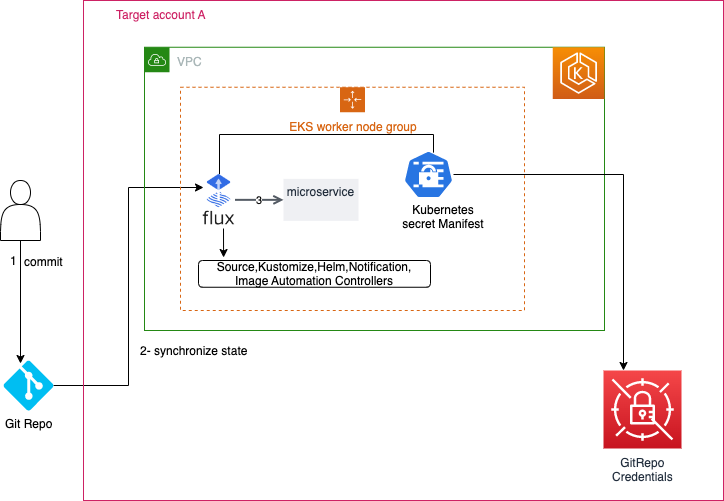 Target account A
VPC
EKS worker node group
microservice
3
flux
Kubernetes
secret Manifest
1 commit
Source,Kustomize,Helm,Notification,
Image Automation Controllers
2- synchronize state
Git Repo
GitRepo
Credentials
K